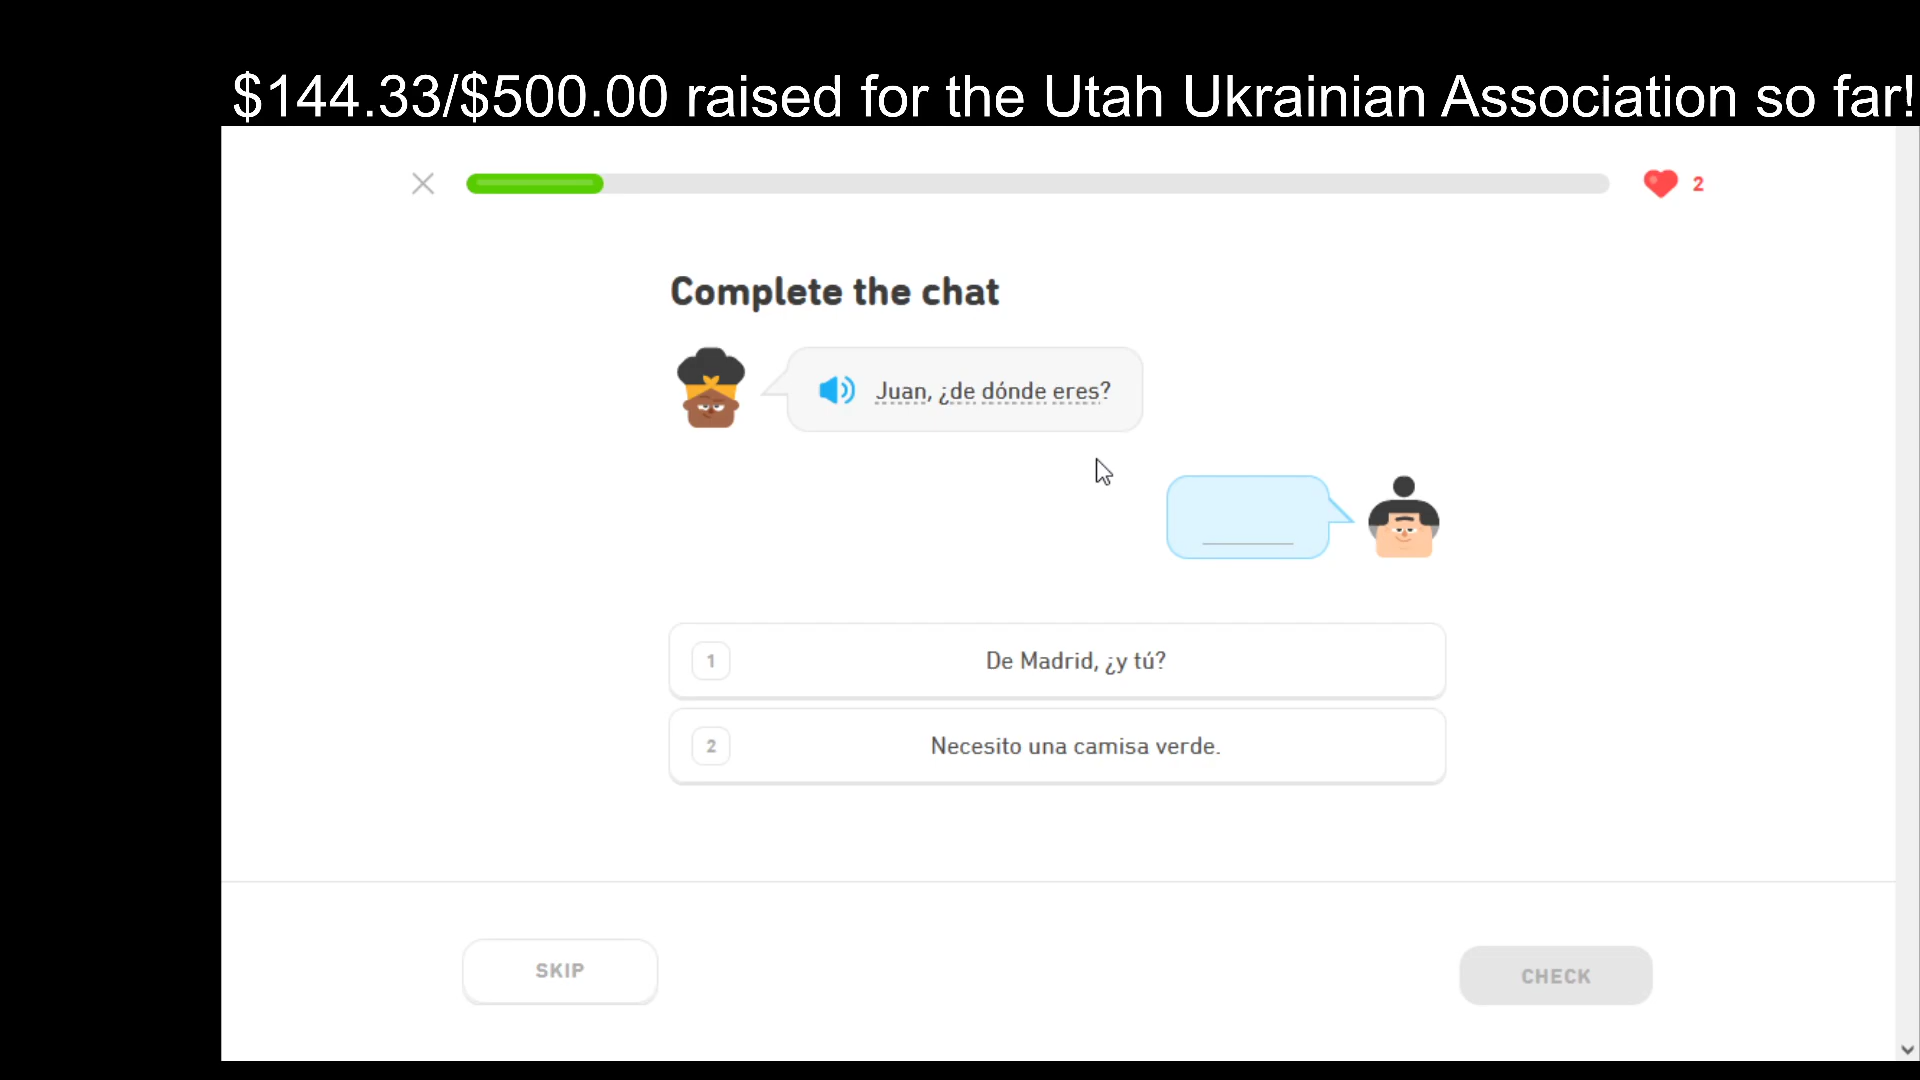 $144.33/$500.00 raised for the Utah Ukrainian Association so far!
2
Complete the chat
Juan, ¿de dónde eres?
1 De Madrid, ¿y tú?
2 Necesito una camisa verde.
SKIP
CHECK